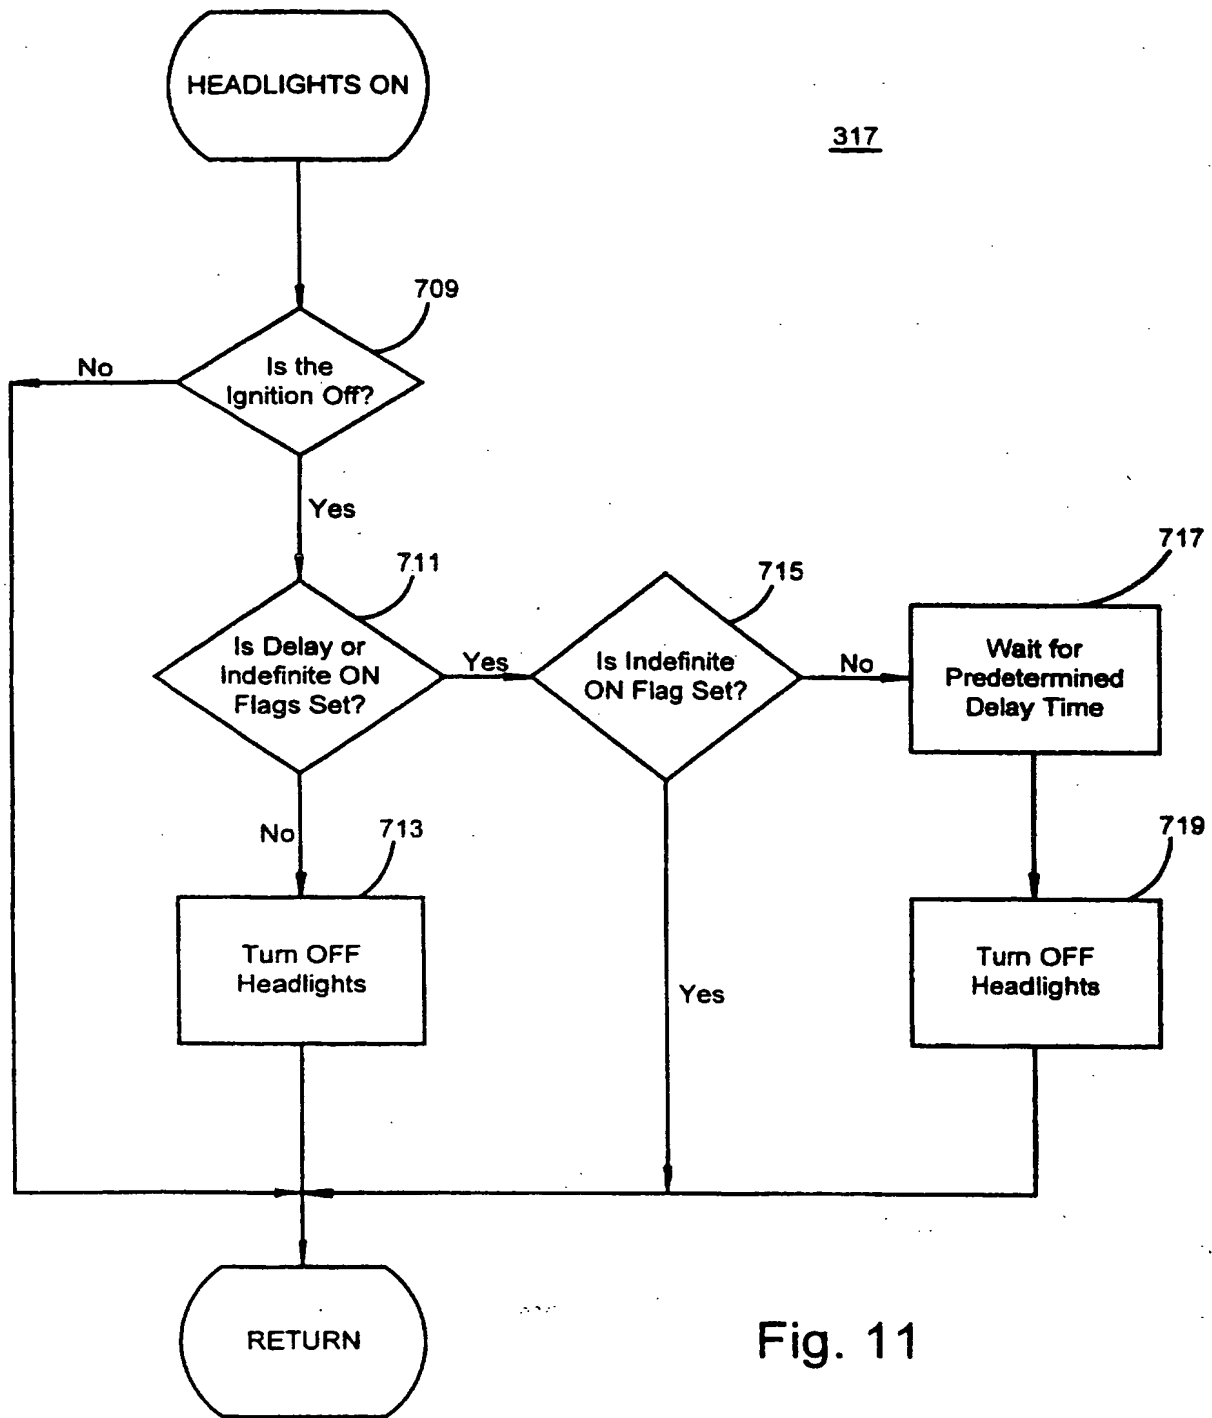 HEADLIGHTS ON
317
709
Is the
Ignition Off?
No
Yes
711
Is Delay or
Indefinite ON
Flags Set?
Yes
715
Is Indefinite
ON Flag Set?
No
717
Wait for
Predetermined
Delay Time
No
713
Turn OFF
Headlights
Yes
719
Turn OFF
Headlights
RETURN
Fig. 11